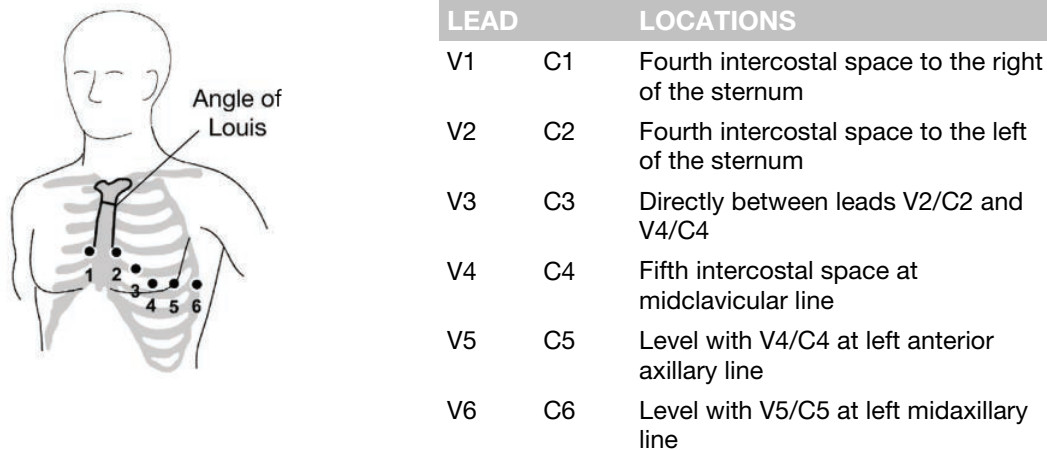 Angle of
Louis
1 2
3
4 5 6
LEAD LOCATIONS
V1 C1 Fourth intercostal space to the right
of the sternum
V2 C2 Fourth intercostal space to the left
of the sternum
V3 C3 Directly between leads V2/C2 and
V4/C4
V4 C4 Fifth intercostal space at
midclavicular line
V5 C5 Level with V4/C4 at left anterior
axillary line
V6 C6 Level with V5/C5 at left midaxillary
line